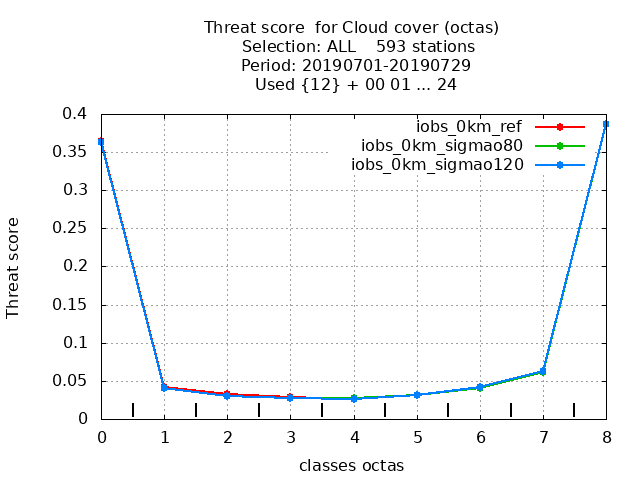 Threat score  for Cloud cover (octas)
Selection: ALL    593 stations
Period: 20190701-20190729
Used {12} + 00 01 ... 24
iobs_0km_ref
iobs_0km_sigmao80
iobs_0km_sigmao120
Threat score
0.4
0.35
0.3
0.25
0.2
0.15
0.1
0.05
0
0 1 2 3 4 5 6 7 8
classes octas